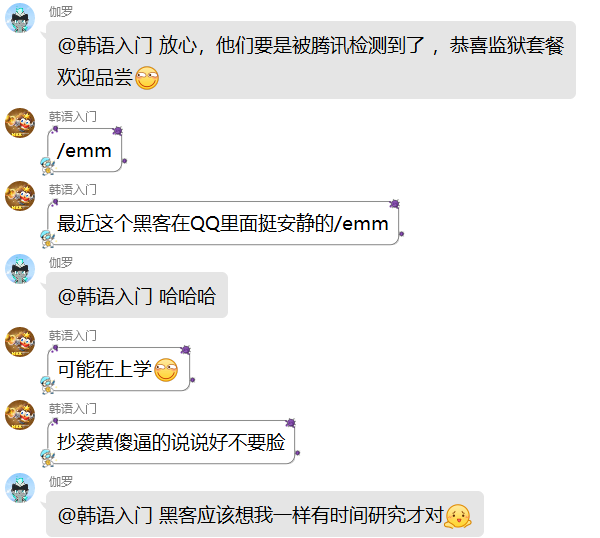 伽罗
@韩语入门 放心，他们要是被腾讯检测到了，恭喜监狱套餐
欢迎品尝
韩语入门
/emm
韩语入门
最近这个黑客在QQ里面挺安静的/emm
伽罗
@韩语入门 哈哈哈
韩语入门
可能在上学
韩语入门
抄袭黄傻逼的说说好不要脸
伽罗
@韩语入门 黑客应该想我一样有时间研究才对